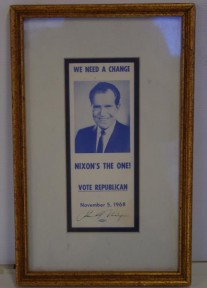 WE NEED A CHANGE
NIXON'S THE ONE!
VOTE REPUBLICAN
November 5, 1968